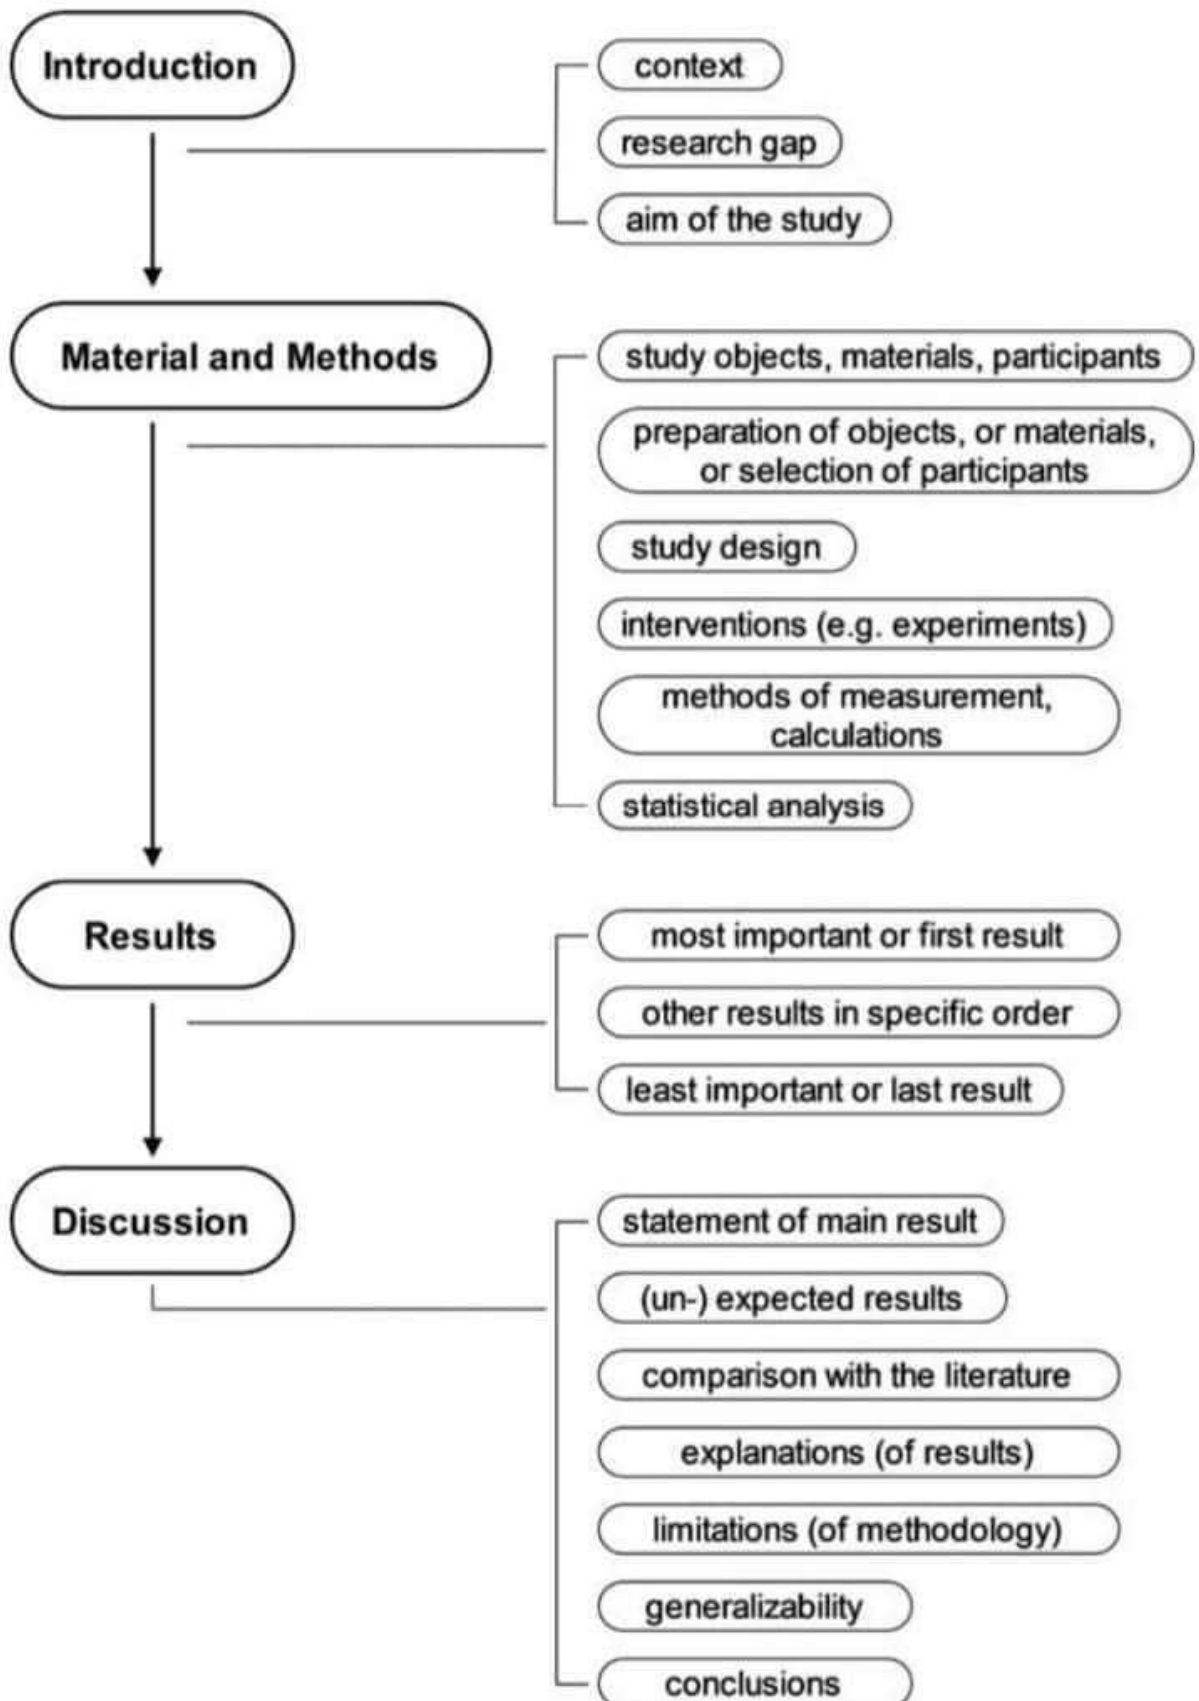 Introduction
context
research gap
aim of the study
Material and Methods
study objects, materials, participants
preparation of objects, or materials,
or selection of participants
study design
interventions (e.g. experiments)
methods of measurement,
calculations
statistical analysis
Results
most important or first result
other results in specific order
least important or last result
Discussion
statement of main result
(un-) expected results
comparison with the literature
explanations (of results)
limitations (of methodology)
generalizability
conclusions